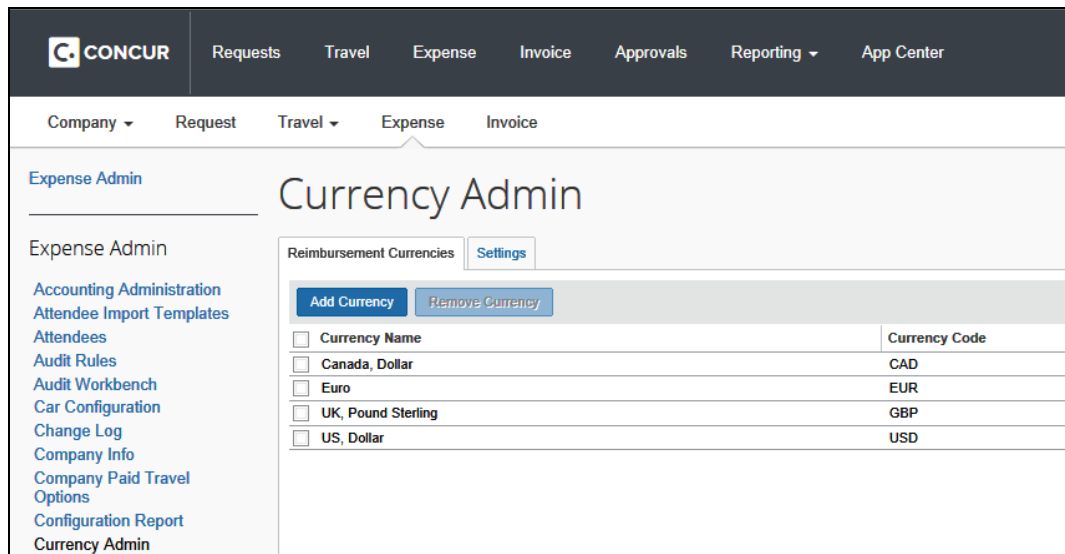 C. CONCUR Requests Travel Expense Invoice Approvals Reporting App Center
Company Request Travel Expense Invoice
Expense Admin
Currency Admin
Expense Admin
Reimbursement Currencies Settings
Accounting Administration
Attendee Import Templates
Attendees
Audit Rules
Audit Workbench
Car Configuration
Change Log
Company Info
Company Paid Travel
Options
Configuration Report
Currency Admin
Add Currency Remove Currency
Currency Name Currency Code
Canada, Dollar CAD
Euro EUR
UK, Pound Sterling GBP
US, Dollar USD